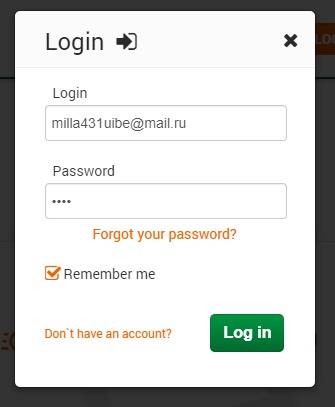 Login
Login
milla431uibe@mail.ru
Password
••••
Forgot your password?
Remember me
Don`t have an account?
Log in